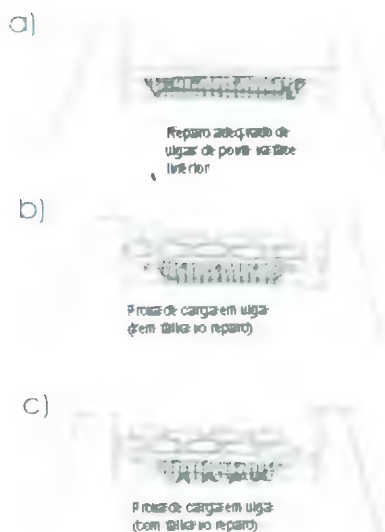 a)
Reparo adequado de
vigas de ponte na face
inferior
b)
Prova de carga em viga
(sem falha no reparo)
c)
Prova de carga em viga
(com falha no reparo)